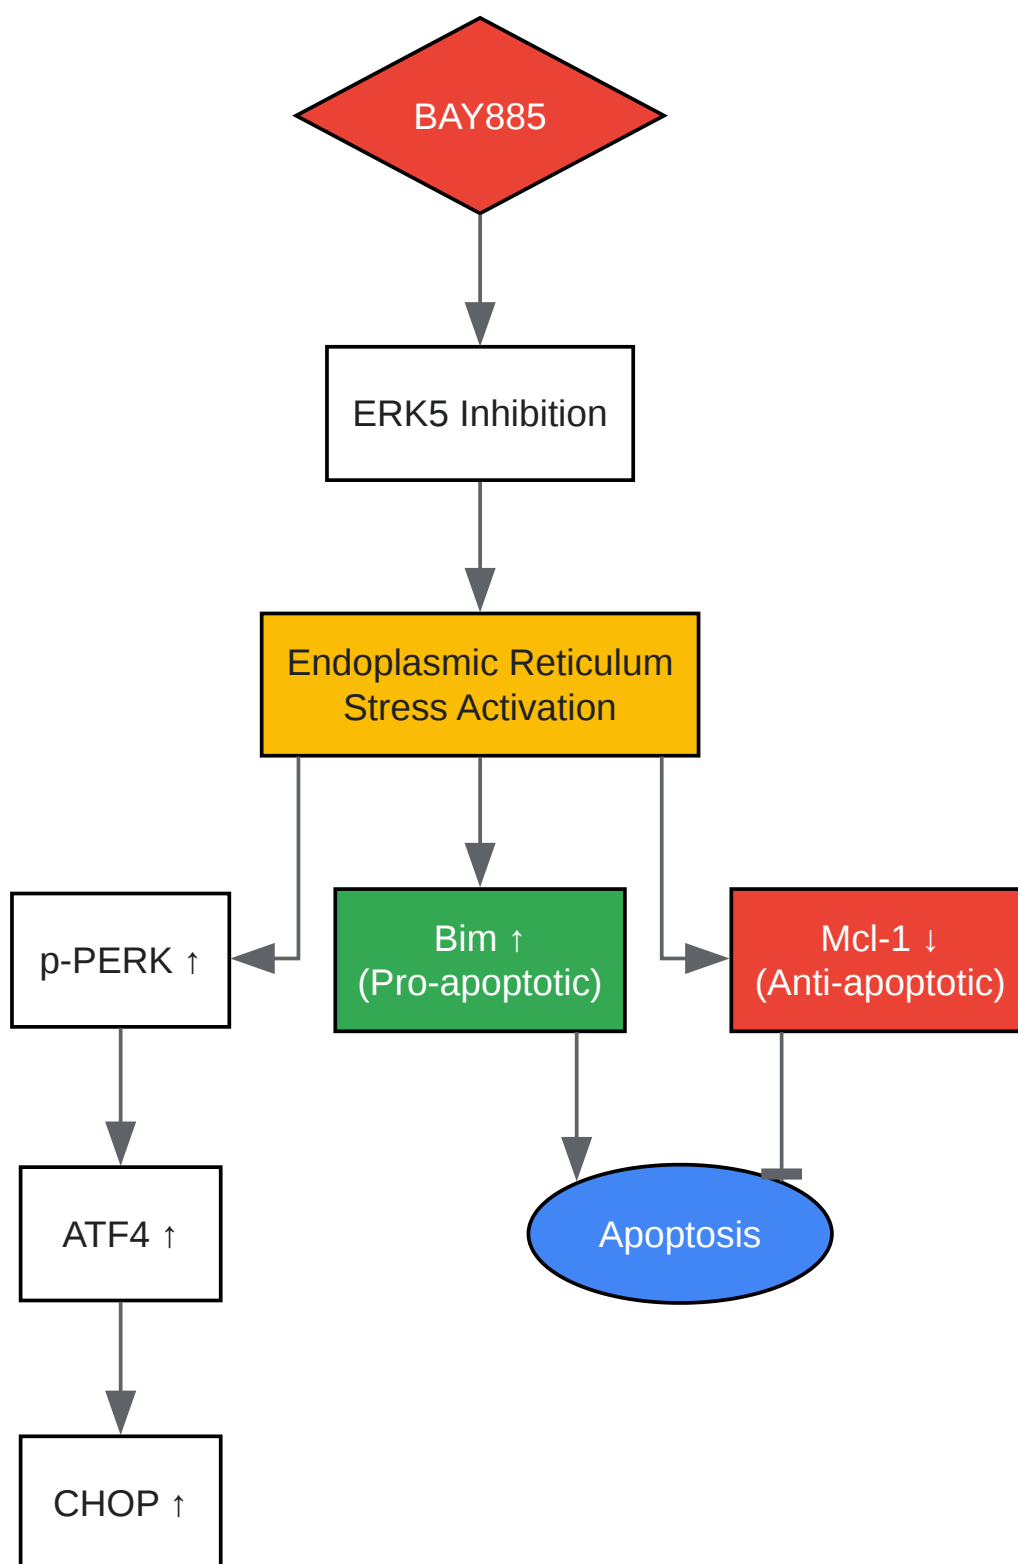 BAY885
ERK5 Inhibition
Endoplasmic Reticulum
Stress Activation
p-PERK ↑
Bim ↑
(Pro-apoptotic)
Mcl-1 ↓
(Anti-apoptotic)
ATF4 ↑
Apoptosis
CHOP ↑